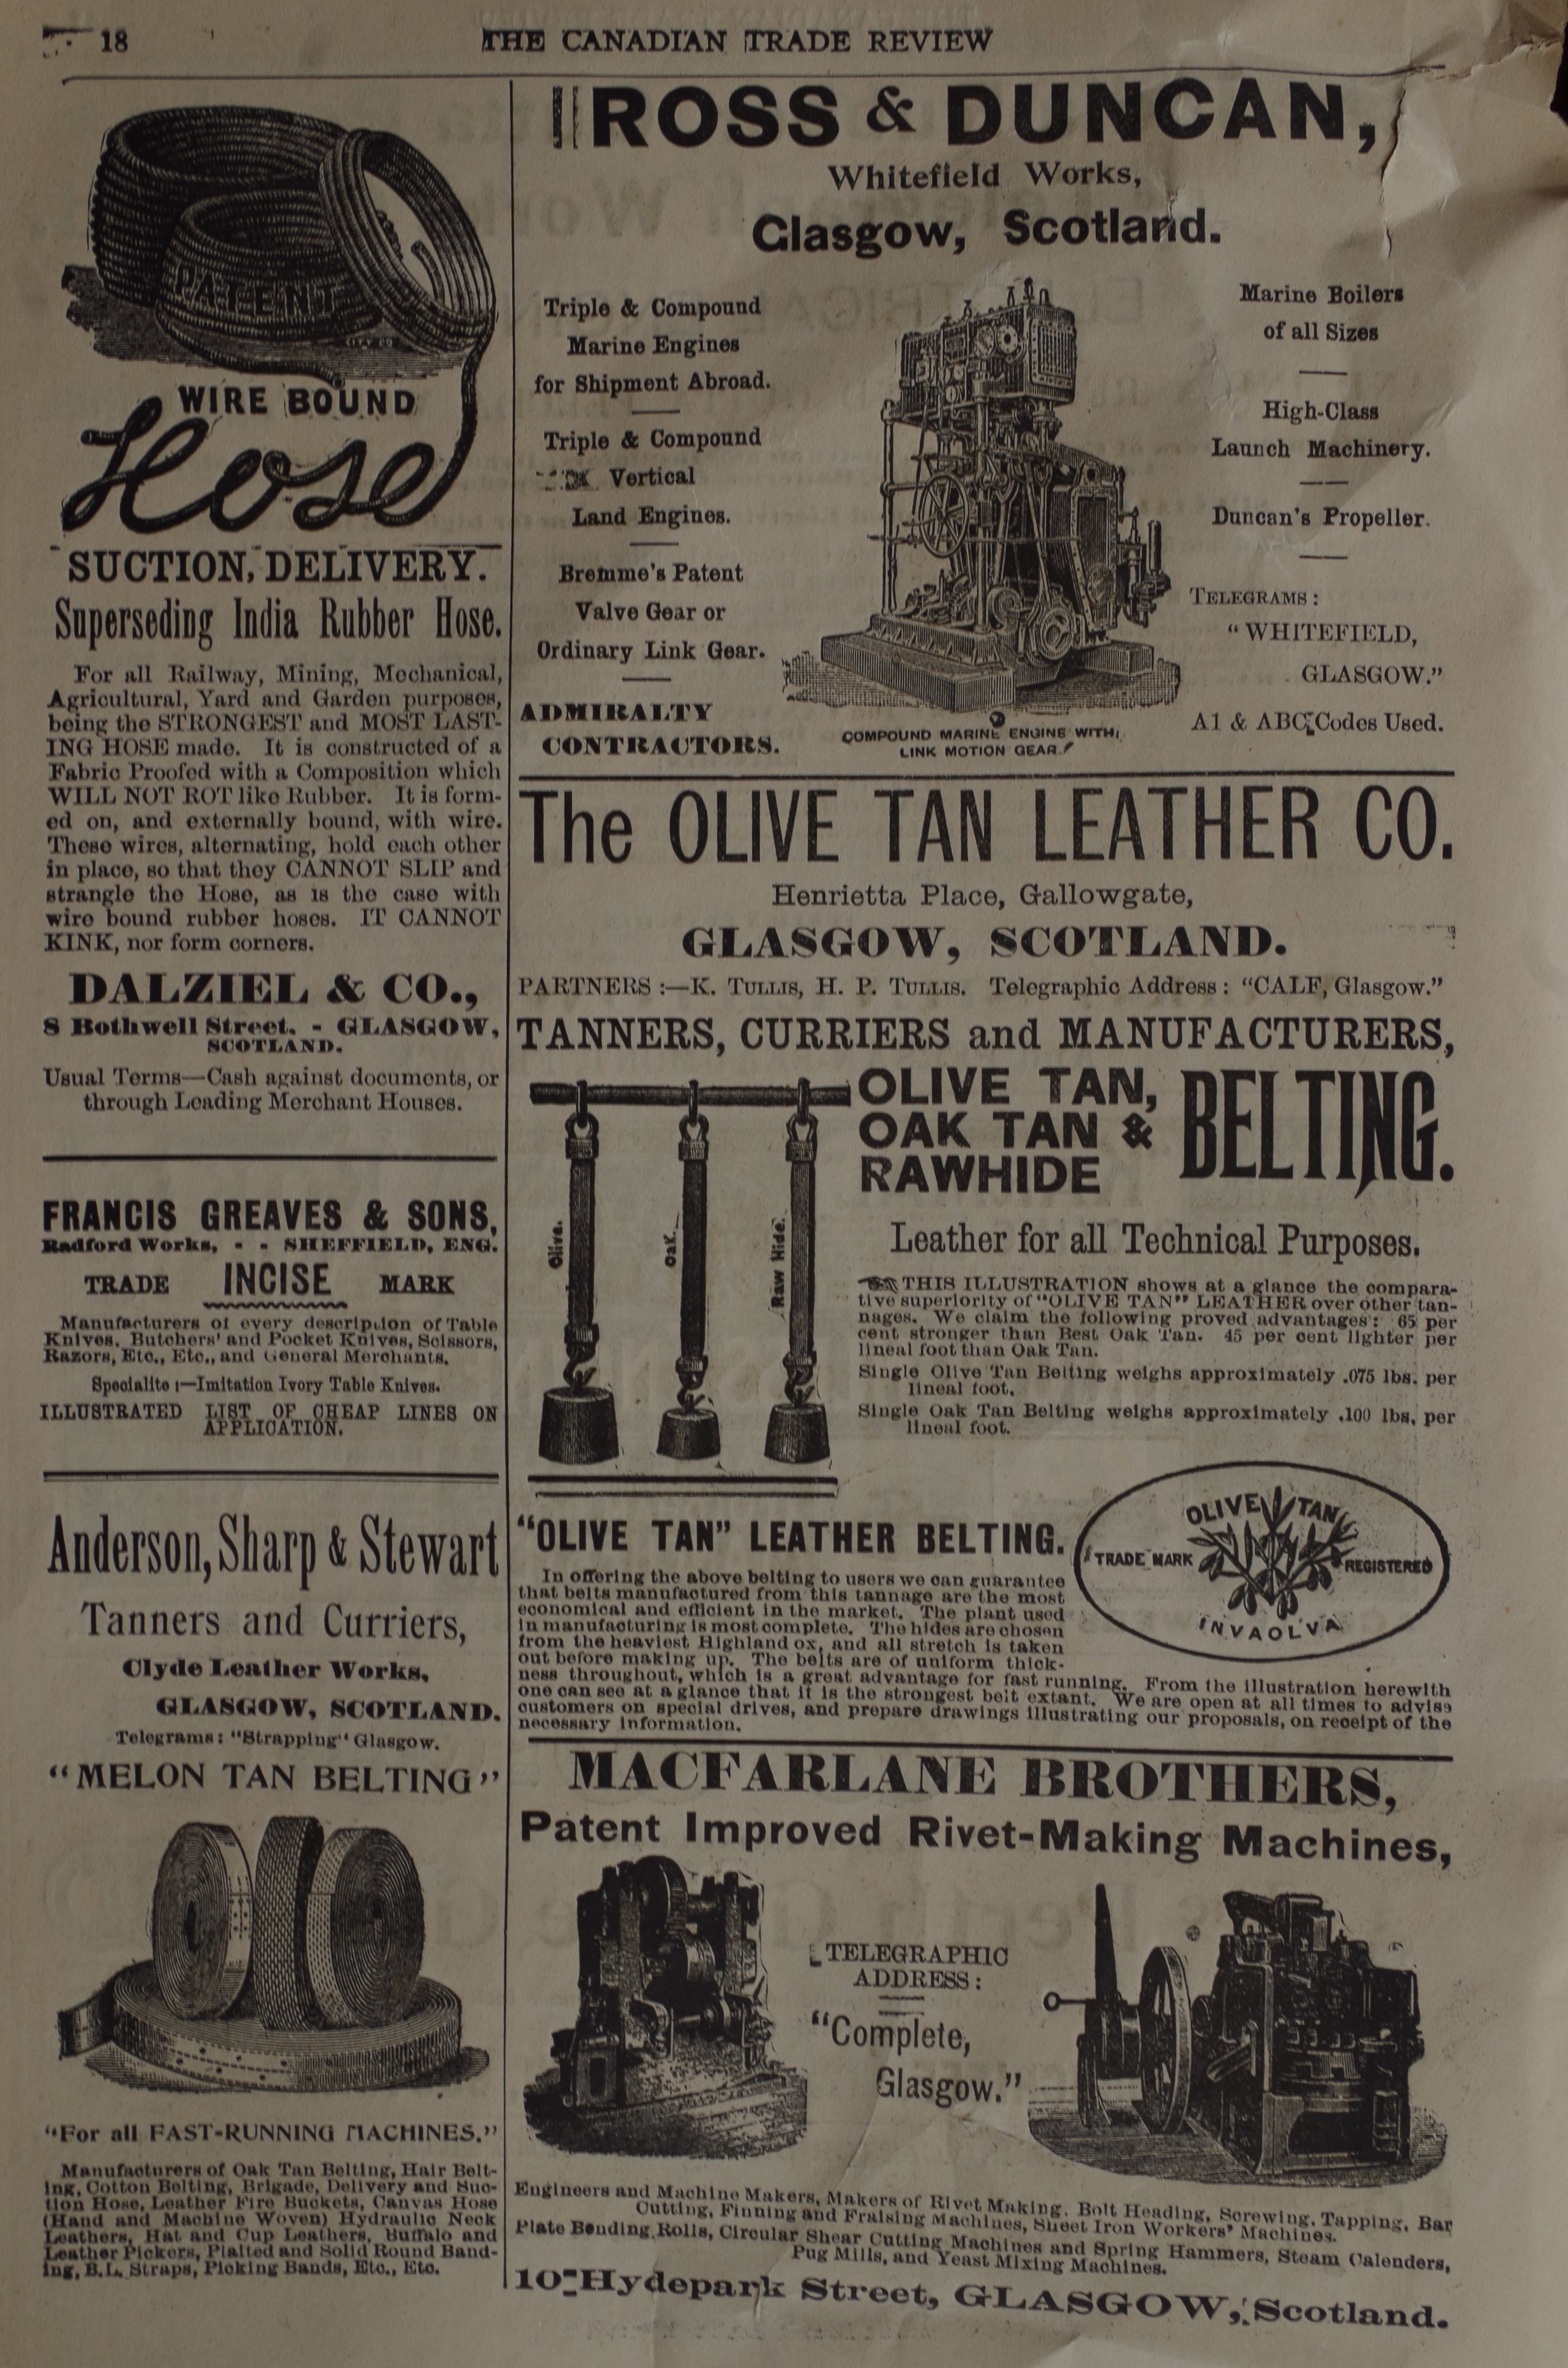 18
THE CANADIAN TRADE REVIEW
PATENT
WIRE BOUND
Hose
SUCTION, DELIVERY.
Superseding India Rubber Hose.
For all Railway, Mining, Mechanical,
Agricultural, Yard and Garden purposes,
being the STRONGEST and MOST LAST-
ING HOSE made. It is constructed of a
Fabric Proofed with a Composition which
WILL NOT ROT like Rubber. It is form-
ed on, and externally bound, with wire.
These wires, alternating, hold each other
in place, so that they CANNOT SLIP and
strangle the Hose, as is the case with
wire bound rubber hoses. IT CANNOT
KINK, nor form corners.
DALZIEL & CO.,
8 Bothwell Street. - GLASGOW,
SCOTLAND.
Usual Terms—Cash against documents, or
through Leading Merchant Houses.
FRANCIS GREAVES & SONS,
Radford Works, - - SHEFFIELD, ENG.
TRADE INCISE MARK
Manufacturers of every description of Table
Knives, Butchers' and Pocket Knives, Scissors,
Razors, Etc., Etc., and General Merchants.
Specialite :—Imitation Ivory Table Knives.
ILLUSTRATED LIST OF CHEAP LINES ON
APPLICATION.
Anderson, Sharp & Stewart
Tanners and Curriers,
Clyde Leather Works,
GLASGOW, SCOTLAND.
Telegrams: "Strapping" Glasgow.
"MELON TAN BELTING"
"For all FAST-RUNNING MACHINES."
Manufacturers of Oak Tan Belting, Hair Belt-
ing, Cotton Belting, Brigade, Delivery and Suc-
tion Hose, Leather Fire Buckets, Canvas Hose
(Hand and Machine Woven) Hydraulic Neck
Leathers, Hat and Cup Leathers, Buffalo and
Leather Pickers, Plaited and Solid Round Band-
ing, B.L. Straps, Picking Bands, Etc., Etc.
ROSS & DUNCAN,
Whitefield Works,
Glasgow, Scotland.
Triple & Compound
Marine Engines
for Shipment Abroad.
Triple & Compound
Vertical
Land Engines.
Bremme's Patent
Valve Gear or
Ordinary Link Gear.
ADMIRALTY
CONTRACTORS.
COMPOUND MARINE ENGINE WITH
LINK MOTION GEAR.
Marine Boilers
of all Sizes
High-Class
Launch Machinery.
Duncan's Propeller.
TELEGRAMS:
"WHITEFIELD,
GLASGOW."
A1 & ABC Codes Used.
The OLIVE TAN LEATHER CO.
Henrietta Place, Gallowgate,
GLASGOW, SCOTLAND.
PARTNERS :—K. TULLIS, H. P. TULLIS. Telegraphic Address: "CALF, Glasgow."
TANNERS, CURRIERS and MANUFACTURERS,
OLIVE TAN,
OAK TAN &
RAWHIDE
BELTING.
Olive.
Oak.
Raw Hide.
Leather for all Technical Purposes.
THIS ILLUSTRATION shows at a glance the compara-
tive superiority of "OLIVE TAN" LEATHER over other tan-
nages. We claim the following proved advantages: 65 per
cent stronger than Best Oak Tan. 45 per cent lighter per
lineal foot than Oak Tan.
Single Olive Tan Belting weighs approximately .075 lbs. per
lineal foot.
Single Oak Tan Belting weighs approximately .100 lbs. per
lineal foot.
"OLIVE TAN" LEATHER BELTING.
OLIVE TAN
TRADE MARK
REGISTERED
INVAOLVA
In offering the above belting to users we can guarantee
that belts manufactured from this tannage are the most
economical and efficient in the market. The plant used
in manufacturing is most complete. The hides are chosen
from the heaviest Highland ox, and all stretch is taken
out before making up. The belts are of uniform thick-
ness throughout, which is a great advantage for fast running. From the illustration herewith
one can see at a glance that it is the strongest belt extant. We are open at all times to advise
customers on special drives, and prepare drawings illustrating our proposals, on receipt of the
necessary information.
MACFARLANE BROTHERS,
Patent Improved Rivet-Making Machines,
TELEGRAPHIC
ADDRESS:
"Complete,
Glasgow."
Engineers and Machine Makers, Makers of Rivet Making, Bolt Heading, Screwing, Tapping, Bar
Cutting, Finning and Fraising Machines, Sheet Iron Workers' Machines.
Plate Bending Rolls, Circular Shear Cutting Machines and Spring Hammers, Steam Calenders,
Pug Mills, and Yeast Mixing Machines.
10 Hydepark Street, GLASGOW, Scotland.